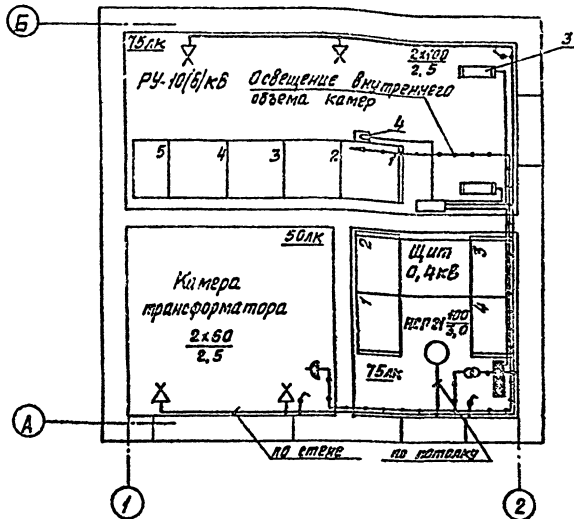 Б
75лк
2х100
2,5
3
РУ-10(6)кВ
Освещение внутреннего
объема камер
4
5 4 3 2 1
50лк
Камера
трансформатора
2х60
2,5
2 3
Щит
0,4кВ
1 4
НСП21 100
3,0
75лк
А
по стене
по потолку
1 2